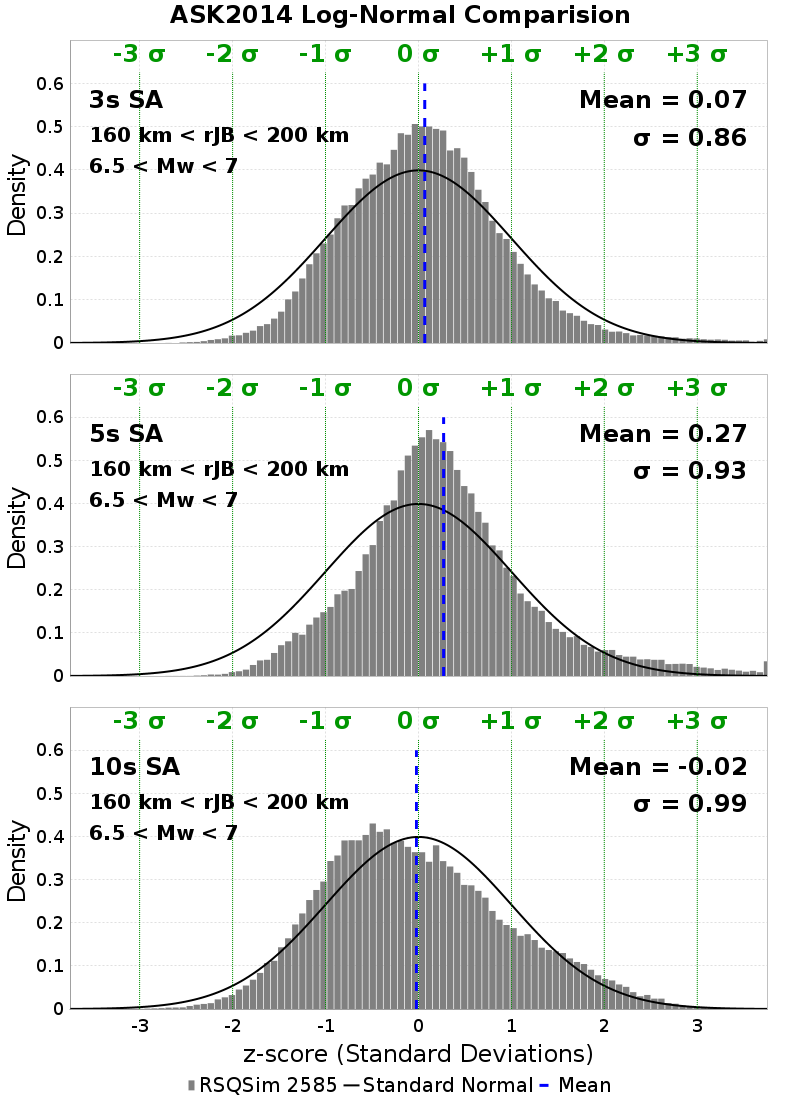 ASK2014 Log-Normal Comparision
-3 σ -2 σ -1 σ 0 σ +1 σ +2 σ +3 σ
0.6
3s SA
Mean = 0.07
0.5
160 km < rJB < 200 km
σ = 0.86
6.5 < Mw < 7
0.4
Density
0.3
0.2
0.1
0
-3 σ -2 σ -1 σ 0 σ +1 σ +2 σ +3 σ
0.6
5s SA
Mean = 0.27
0.5
160 km < rJB < 200 km
σ = 0.93
6.5 < Mw < 7
0.4
Density
0.3
0.2
0.1
0
-3 σ -2 σ -1 σ 0 σ +1 σ +2 σ +3 σ
0.6
10s SA
Mean = -0.02
0.5
160 km < rJB < 200 km
σ = 0.99
6.5 < Mw < 7
0.4
Density
0.3
0.2
0.1
0
-3 -2 -1 0 1 2 3
z-score (Standard Deviations)
RSQSim 2585 Standard Normal Mean